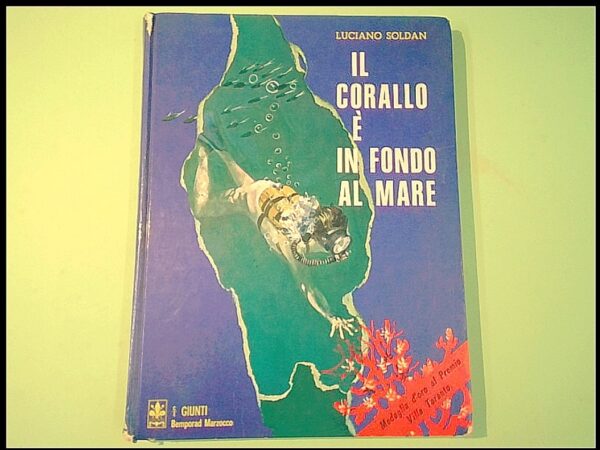 LUCIANO SOLDAN
IL
CORALLO
È
IN FONDO
AL MARE
Medaglia d'oro al Premio
Villa Taranto
GIUNTI
Bemporad Marzocco